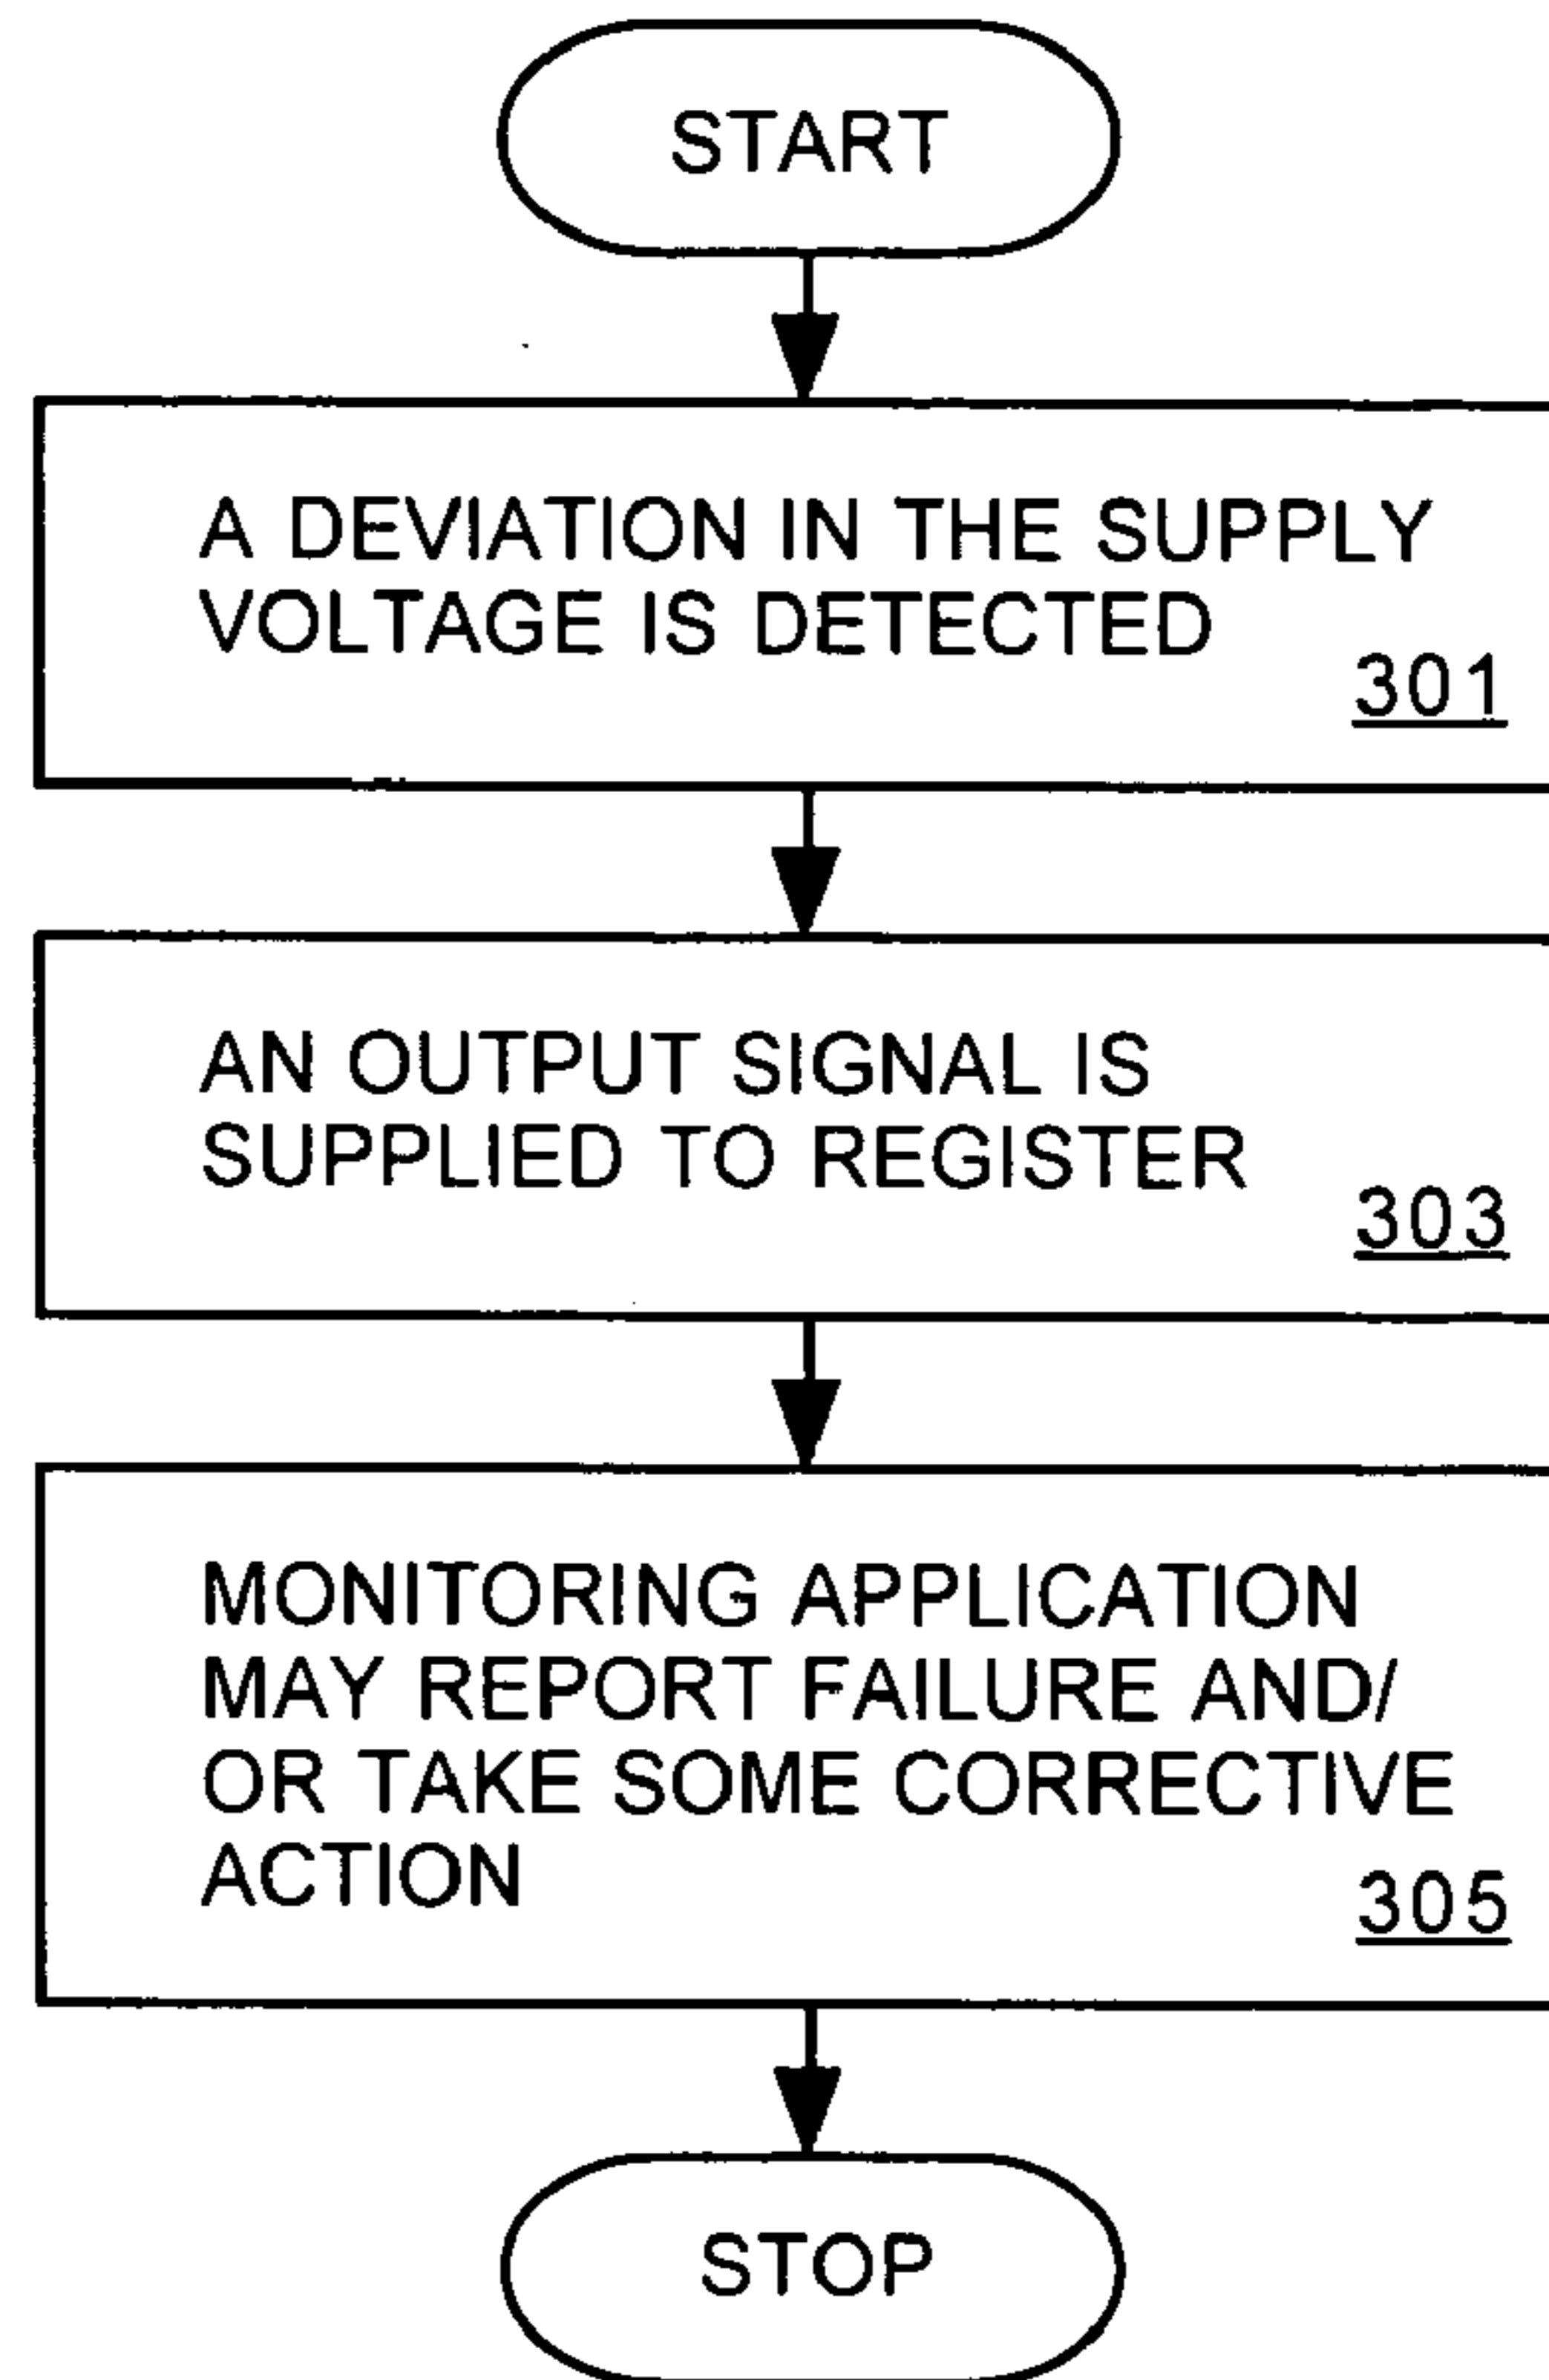 START
A DEVIATION IN THE SUPPLY
VOLTAGE IS DETECTED
301
AN OUTPUT SIGNAL IS
SUPPLIED TO REGISTER
303
MONITORING APPLICATION
MAY REPORT FAILURE AND/
OR TAKE SOME CORRECTIVE
ACTION
305
STOP